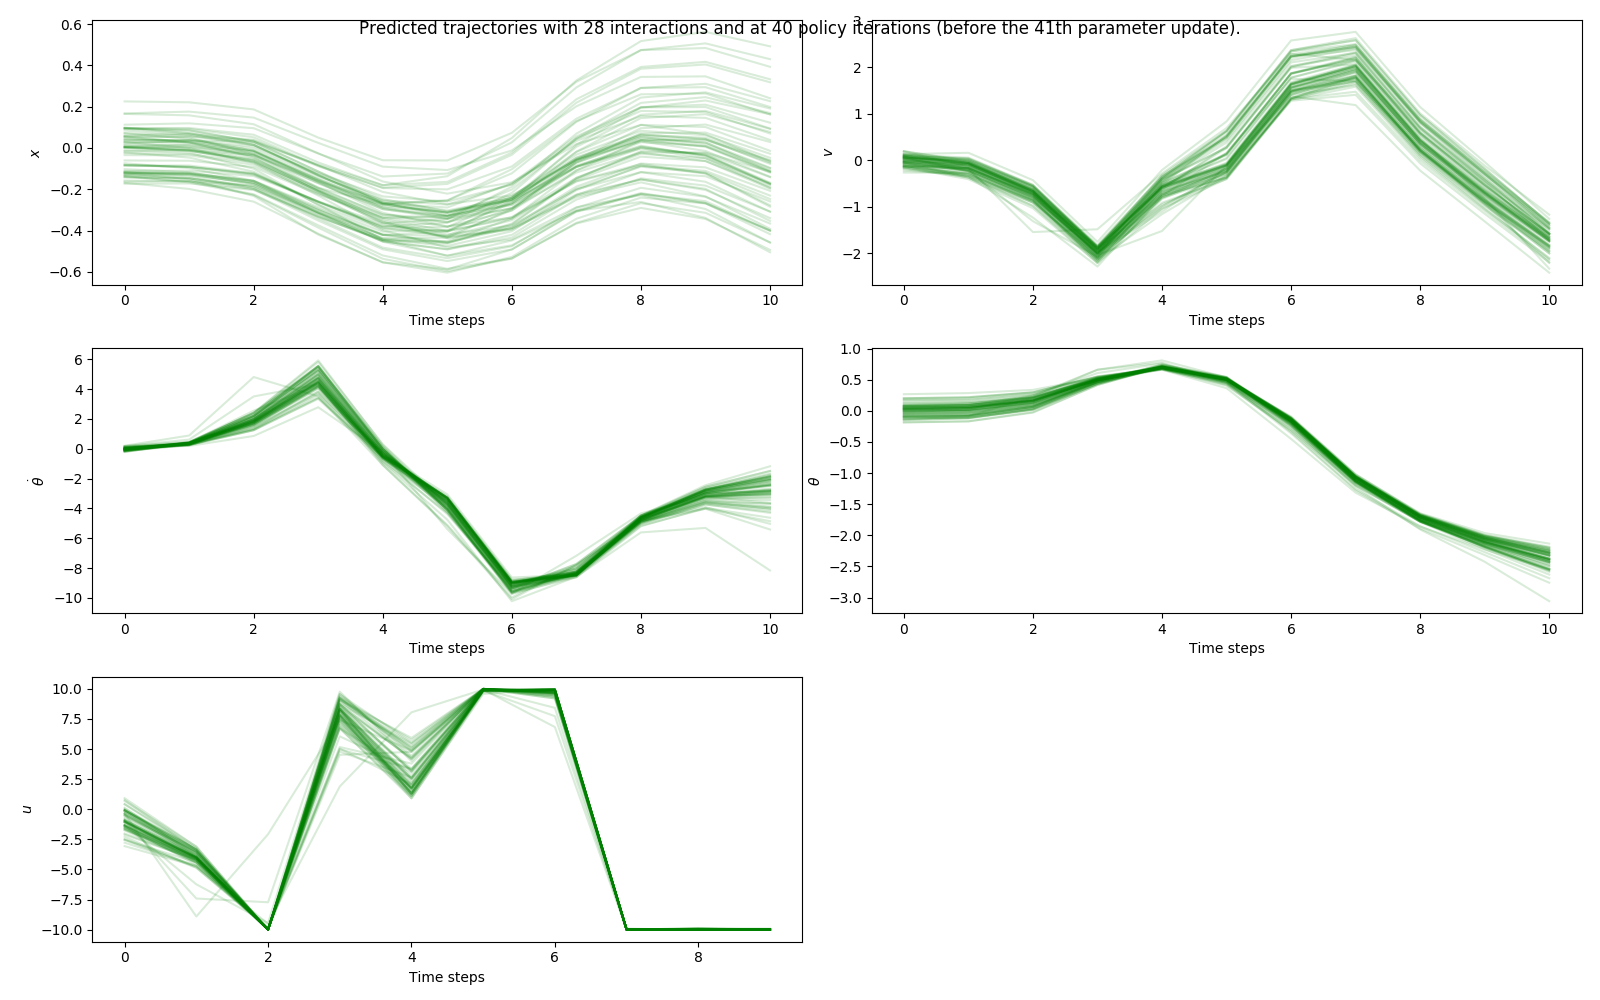 Predicted trajectories with 28 interactions and at 40 policy iterations (before the 41th parameter update).
0.6
0.4
0.2
0.0
−0.2
−0.4
−0.6
x
0 2 4 6 8 10
Time steps
3
2
1
0
−1
−2
v
0 2 4 6 8 10
Time steps
6
4
2
0
−2
−4
−6
−8
−10
θ̇
0 2 4 6 8 10
Time steps
1.0
0.5
0.0
−0.5
−1.0
−1.5
−2.0
−2.5
−3.0
θ
0 2 4 6 8 10
Time steps
10.0
7.5
5.0
2.5
0.0
−2.5
−5.0
−7.5
−10.0
u
0 2 4 6 8
Time steps